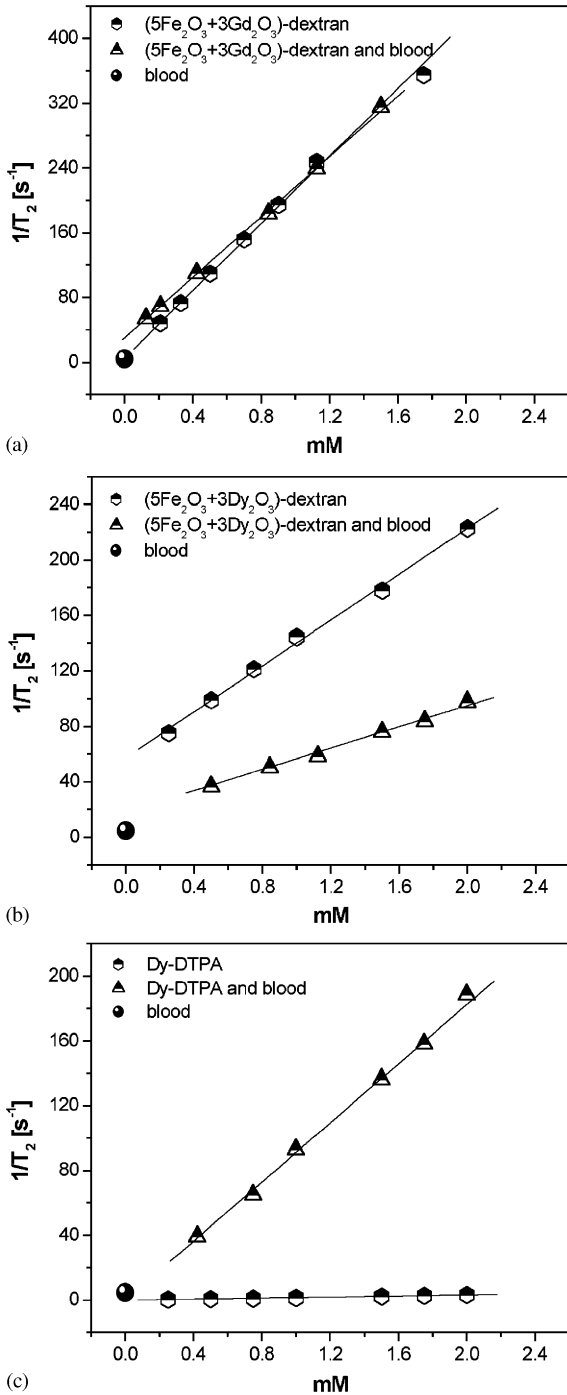 (5Fe₂O₃+3Gd₂O₃)-dextran
(5Fe₂O₃+3Gd₂O₃)-dextran and blood
blood
400
320
240
160
80
0
1/T₂ [s⁻¹]
0.0 0.4 0.8 1.2 1.6 2.0 2.4
mM
(a)
(5Fe₂O₃+3Dy₂O₃)-dextran
(5Fe₂O₃+3Dy₂O₃)-dextran and blood
blood
240
200
160
120
80
40
0
1/T₂ [s⁻¹]
0.0 0.4 0.8 1.2 1.6 2.0 2.4
mM
(b)
Dy-DTPA
Dy-DTPA and blood
blood
200
160
120
80
40
0
1/T₂ [s⁻¹]
0.0 0.4 0.8 1.2 1.6 2.0 2.4
mM
(c)